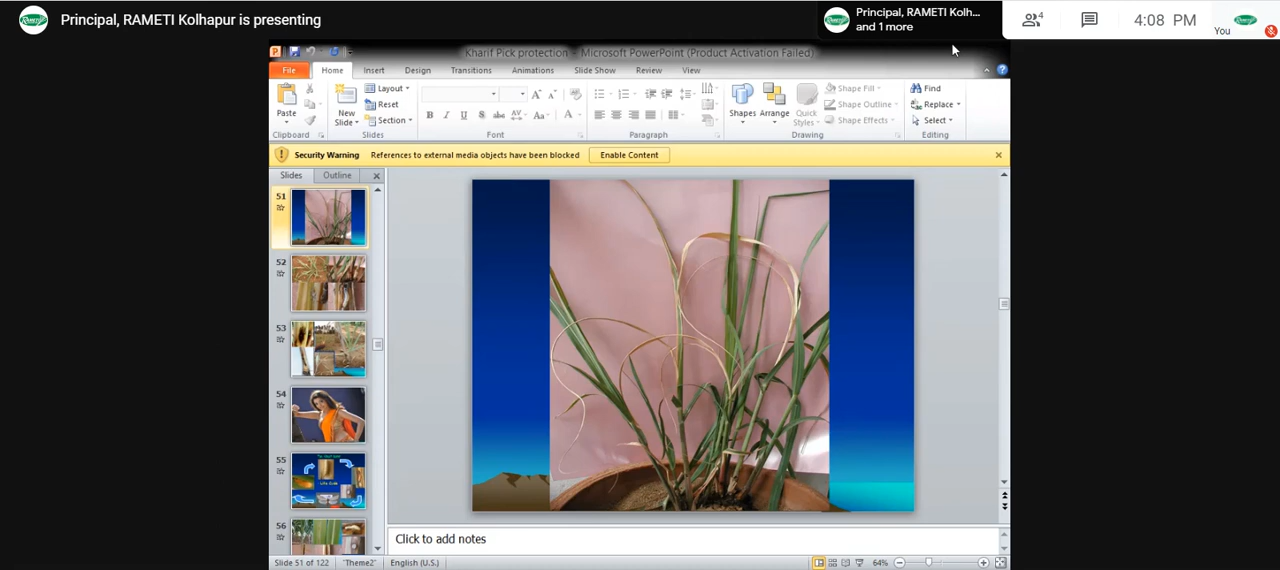 Principal, RAMETI Kolhapur is presenting
Principal, RAMETI Kolh...
and 1 more
4
4:08 PM
You
Kharif Pick protection - Microsoft PowerPoint (Product Activation Failed)
File Home Insert Design Transitions Animations Slide Show Review View
Paste
New
Slide
Layout
Reset
Section
B I U S abc AV Aa A
Shapes Arrange Quick
Styles
Shape Fill
Shape Outline
Shape Effects
Find
Replace
Select
Clipboard Slides Font Paragraph Drawing Editing
Security Warning References to external media objects have been blocked Enable Content
Slides Outline
51
52
53
54
55
56
Click to add notes
Slide 51 of 122 "Theme2" English (U.S.) 64%